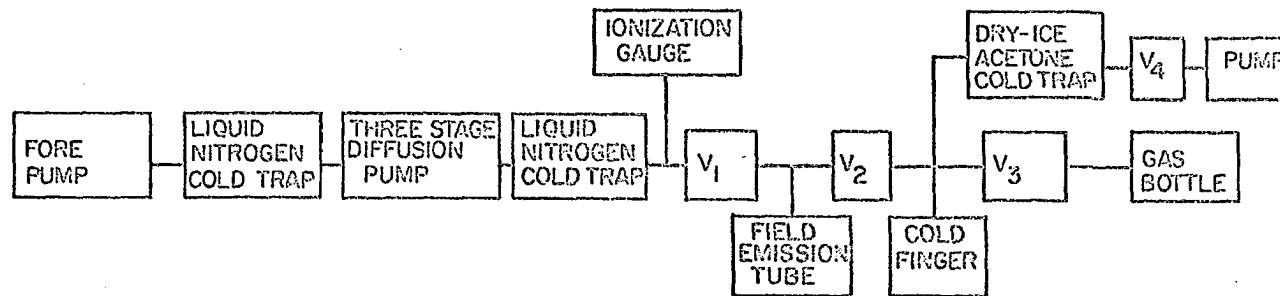 IONIZATION
GAUGE
DRY-ICE
ACETONE
COLD TRAP
V4
PUMP
FORE
PUMP
LIQUID
NITROGEN
COLD TRAP
THREE STAGE
DIFFUSION
PUMP
LIQUID
NITROGEN
COLD TRAP
V1
V2
V3
GAS
BOTTLE
FIELD
EMISSION
TUBE
COLD
FINGER